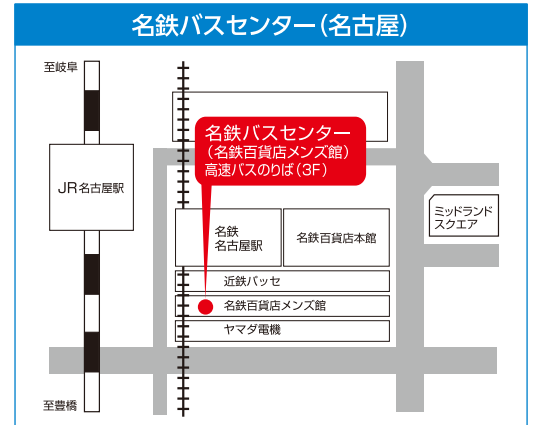 名鉄バスセンター(名古屋)
至岐阜
名鉄バスセンター
(名鉄百貨店メンズ館)
高速バスのりば(3F)
JR名古屋駅
ミッドランド
スクエア
名鉄
名古屋駅
名鉄百貨店本館
近鉄パッセ
名鉄百貨店メンズ館
ヤマダ電機
至豊橋